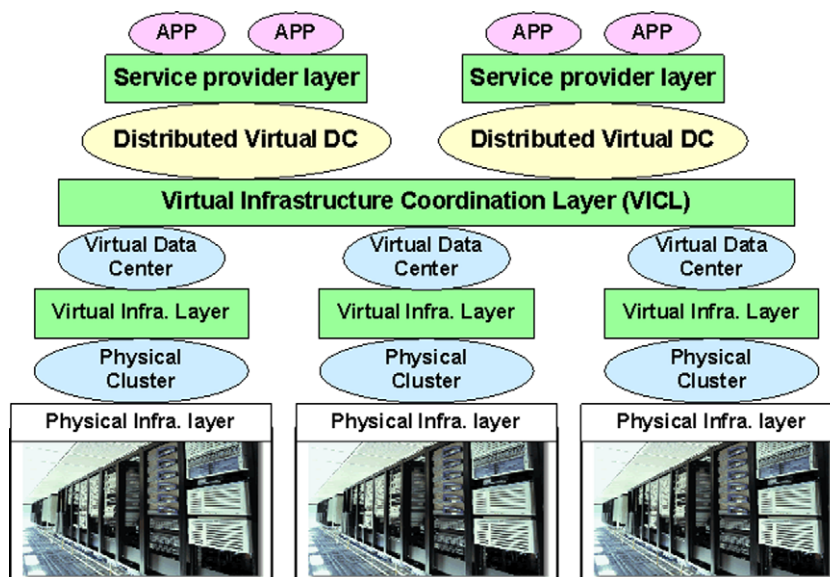 APP APP APP APP
Service provider layer Service provider layer
Distributed Virtual DC Distributed Virtual DC
Virtual Infrastructure Coordination Layer (VICL)
Virtual Data Virtual Data Virtual Data
Center Center Center
Virtual Infra. Layer Virtual Infra. Layer Virtual Infra. Layer
Physical Physical Physical
Cluster Cluster Cluster
Physical Infra. layer Physical Infra. layer Physical Infra. layer